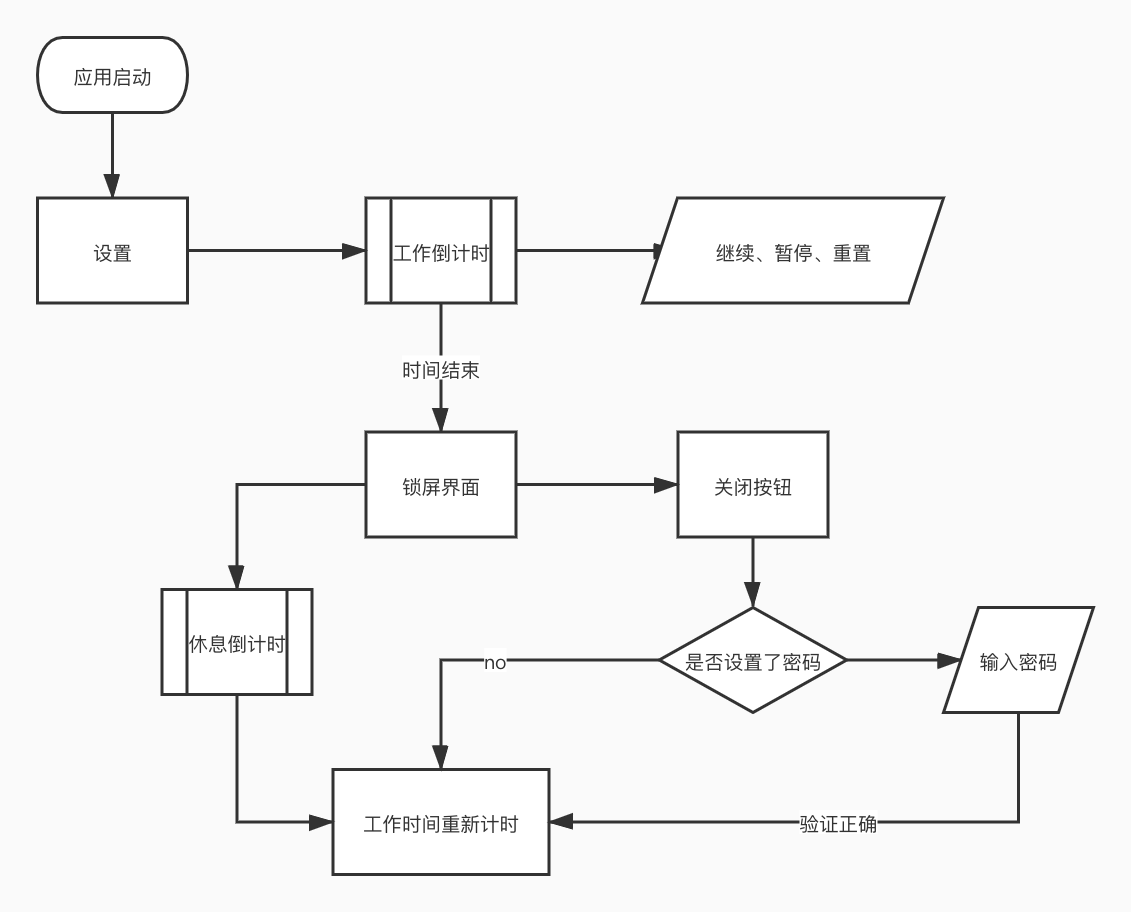 应用启动
设置
工作倒计时
继续、暂停、重置
时间结束
锁屏界面
关闭按钮
休息倒计时
no
是否设置了密码
输入密码
工作时间重新计时
验证正确